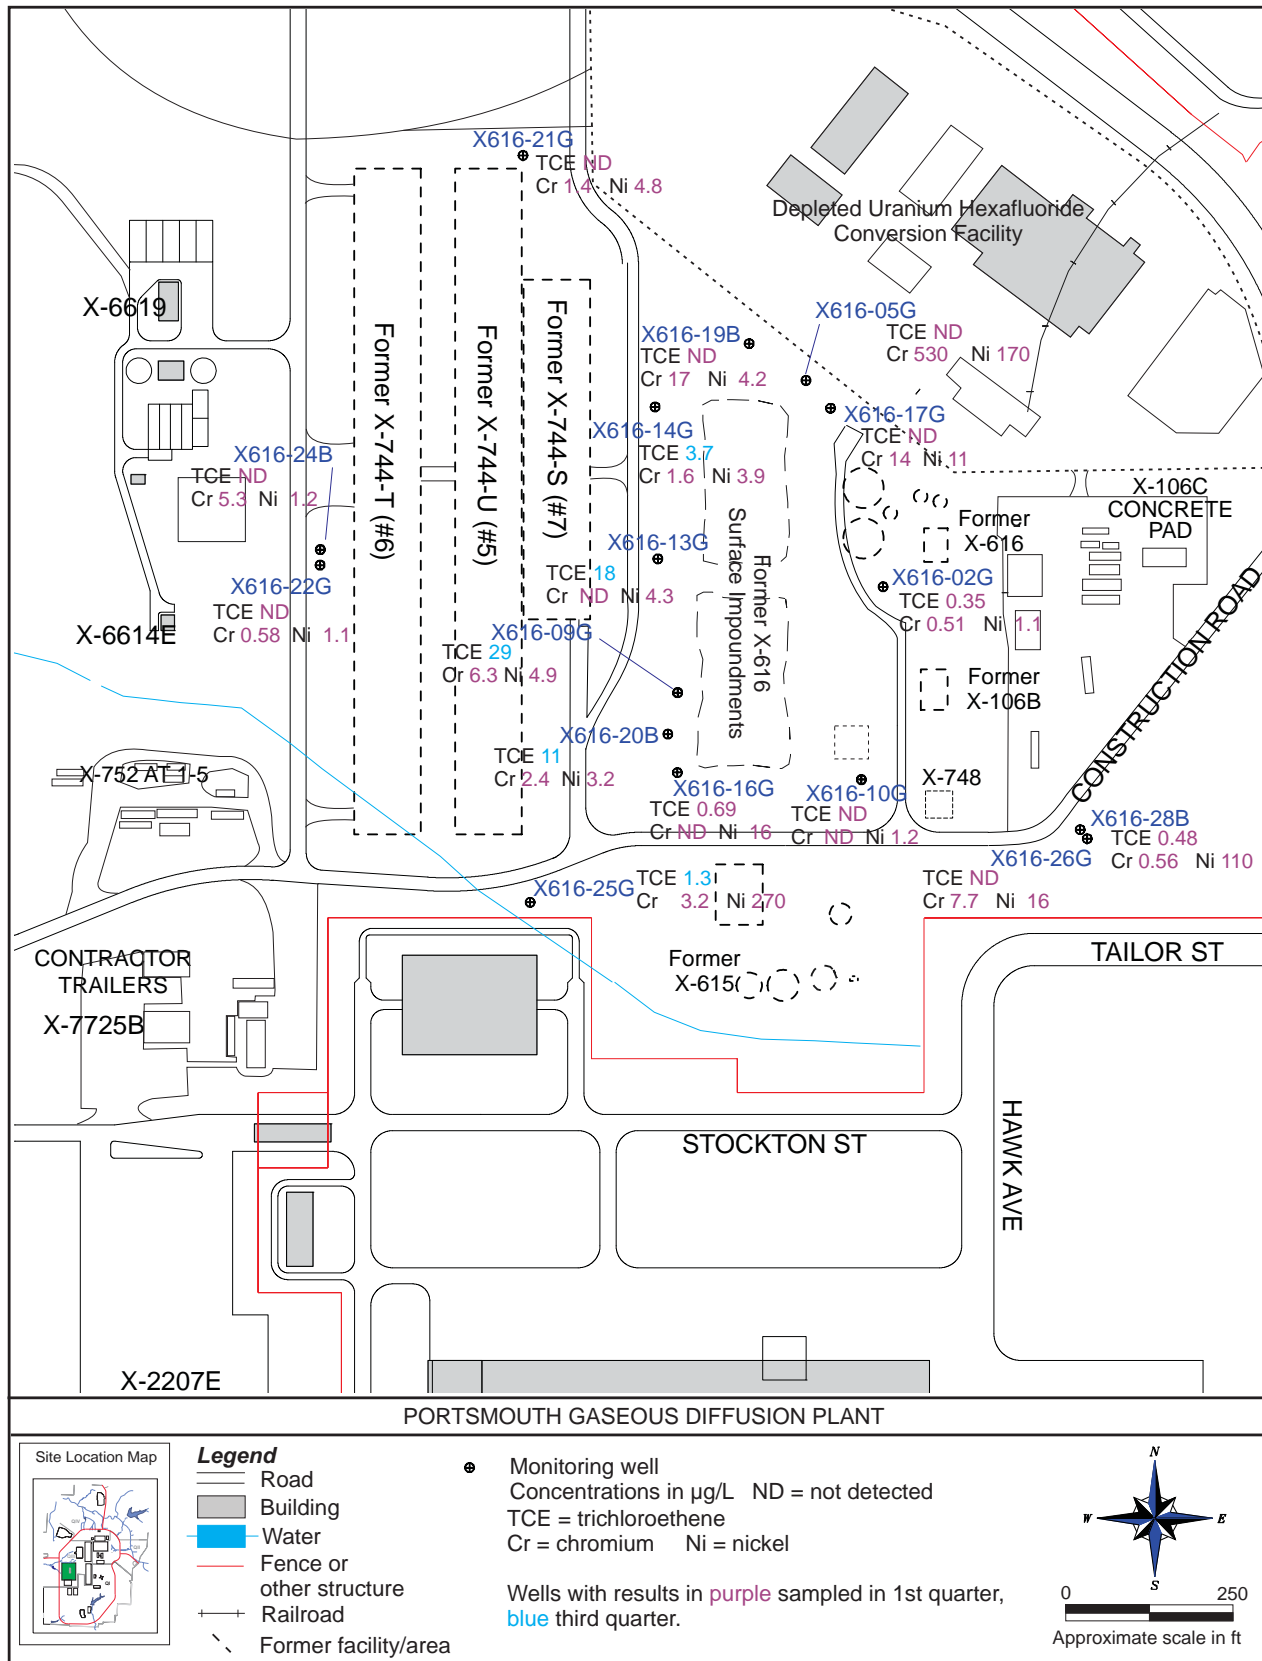 X616-21G
TCE ND
Cr 1.4 Ni 4.8
Depleted Uranium Hexafluoride
Conversion Facility
X-6619
X616-19B
TCE ND
Cr 17 Ni 4.2
X616-05G
TCE ND
Cr 530 Ni 170
Former X-744-T (#6)
Former X-744-U (#5)
Former X-744-S (#7)
X616-14G
TCE 3.7
Cr 1.6 Ni 3.9
X616-17G
TCE ND
Cr 14 Ni 11
X616-24B
TCE ND
Cr 5.3 Ni 1.2
X-106C
CONCRETE
PAD
Former
X-616
Former X-616
Surface Impoundments
X616-13G
TCE 18
Cr ND Ni 4.3
X616-22G
TCE ND
Cr 0.58 Ni 1.1
X616-02G
TCE 0.35
Cr 0.51 Ni 1.1
X-6614E
X616-09G
TCE 29
Cr 6.3 Ni 4.9
Former
X-106B
CONSTRUCTION ROAD
X616-20B
TCE 11
Cr 2.4 Ni 3.2
X-752 AT 1-5
X616-16G
TCE 0.69
Cr ND Ni 16
X616-10G
TCE ND
Cr ND Ni 1.2
X-748
X616-28B
TCE 0.48
Cr 0.56 Ni 110
X616-26G
TCE ND
Cr 7.7 Ni 16
X616-25G
TCE 1.3
Cr 3.2 Ni 270
CONTRACTOR
TRAILERS
X-7725B
Former
X-615
TAILOR ST
HAWK AVE
STOCKTON ST
X-2207E
PORTSMOUTH GASEOUS DIFFUSION PLANT
Site Location Map
Legend
Road
Building
Water
Fence or
other structure
Railroad
Former facility/area
Monitoring well
Concentrations in µg/L ND = not detected
TCE = trichloroethene
Cr = chromium Ni = nickel
Wells with results in purple sampled in 1st quarter,
blue third quarter.
N
W E
S
0 250
Approximate scale in ft